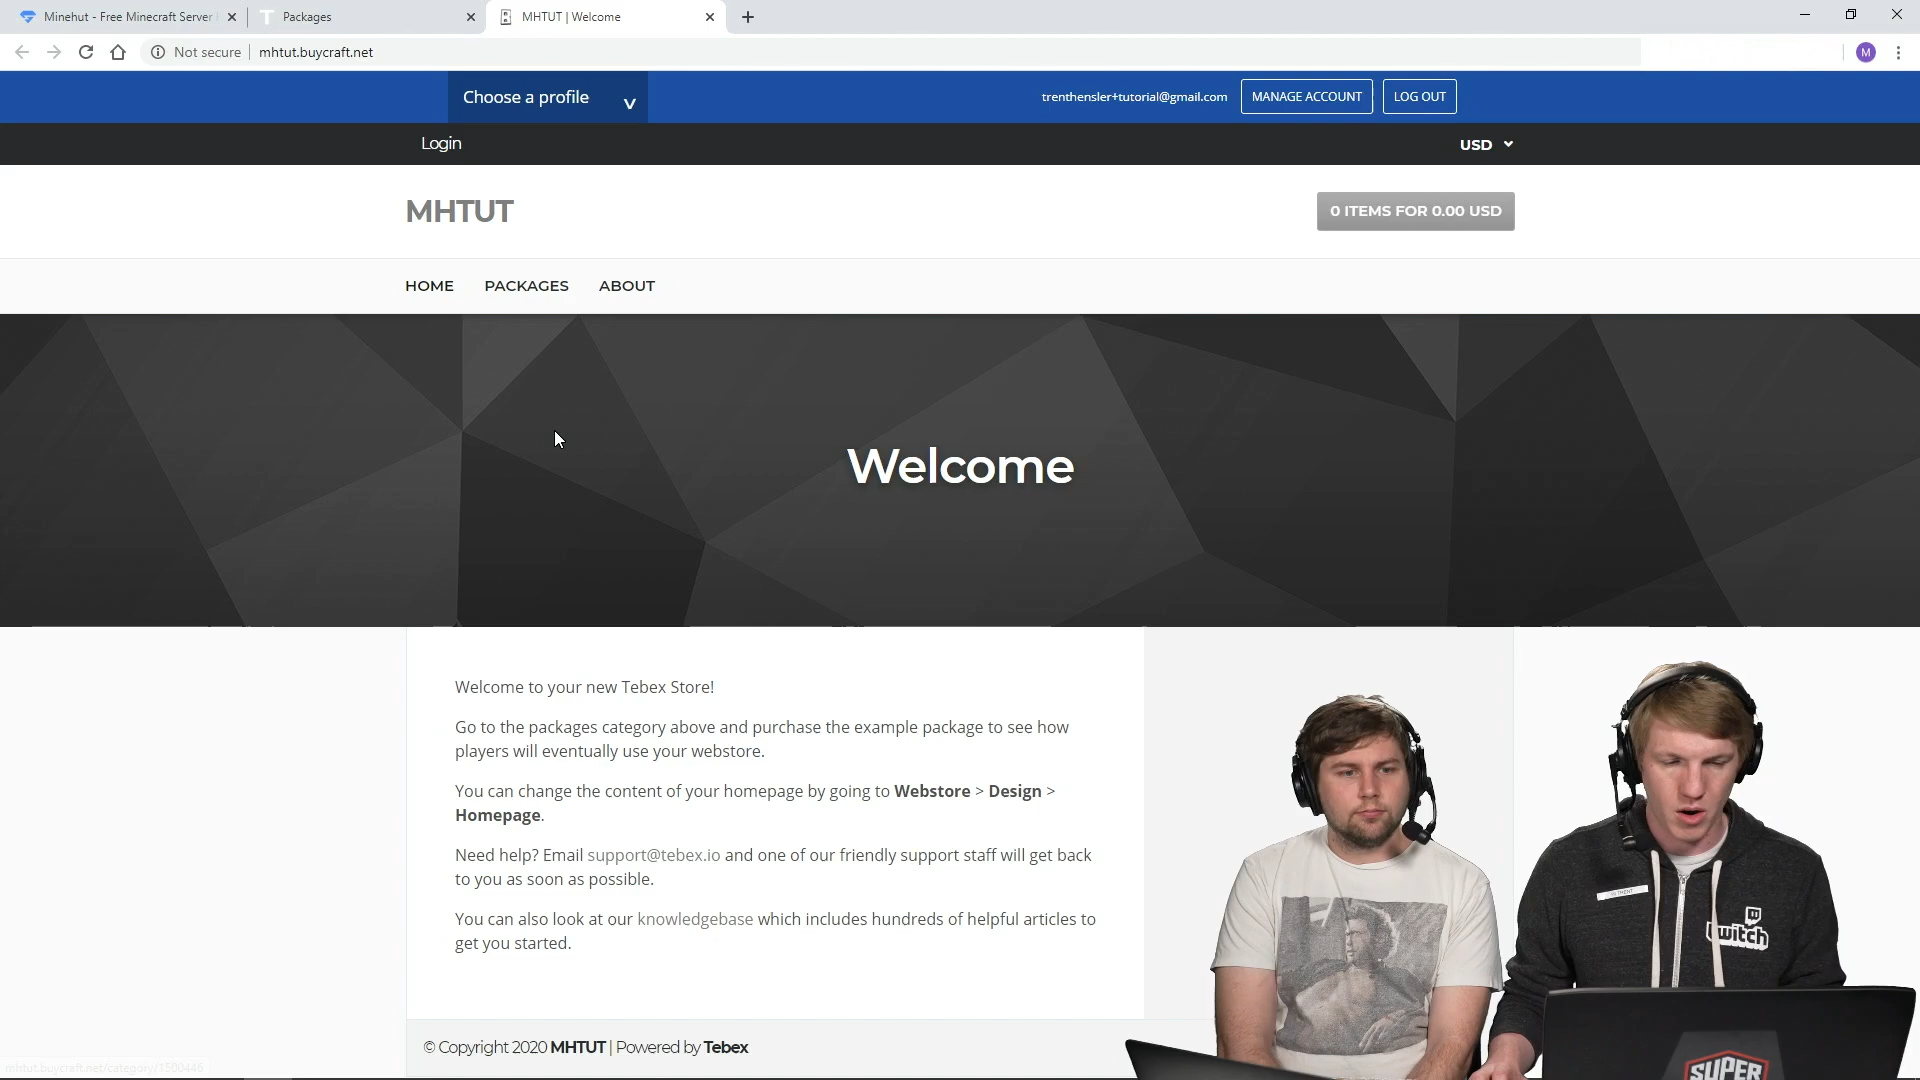 Minehut - Free Minecraft Server
Packages
MHTUT | Welcome
Not secure
mhtut.buycraft.net
M
Choose a profile
trenthensler+tutorial@gmail.com
MANAGE ACCOUNT
LOG OUT
Login
USD
MHTUT
0 ITEMS FOR 0.00 USD
HOME
PACKAGES
ABOUT
Welcome
Welcome to your new Tebex Store!
Go to the packages category above and purchase the example package to see how
players will eventually use your webstore.
You can change the content of your homepage by going to Webstore > Design >
Homepage.
Need help? Email support@tebex.io and one of our friendly support staff will get back
to you as soon as possible.
You can also look at our knowledgebase which includes hundreds of helpful articles to
get you started.
twitch
© Copyright 2020 MHTUT | Powered by Tebex
mhtut.buycraft.net/category/1500446
SUPER